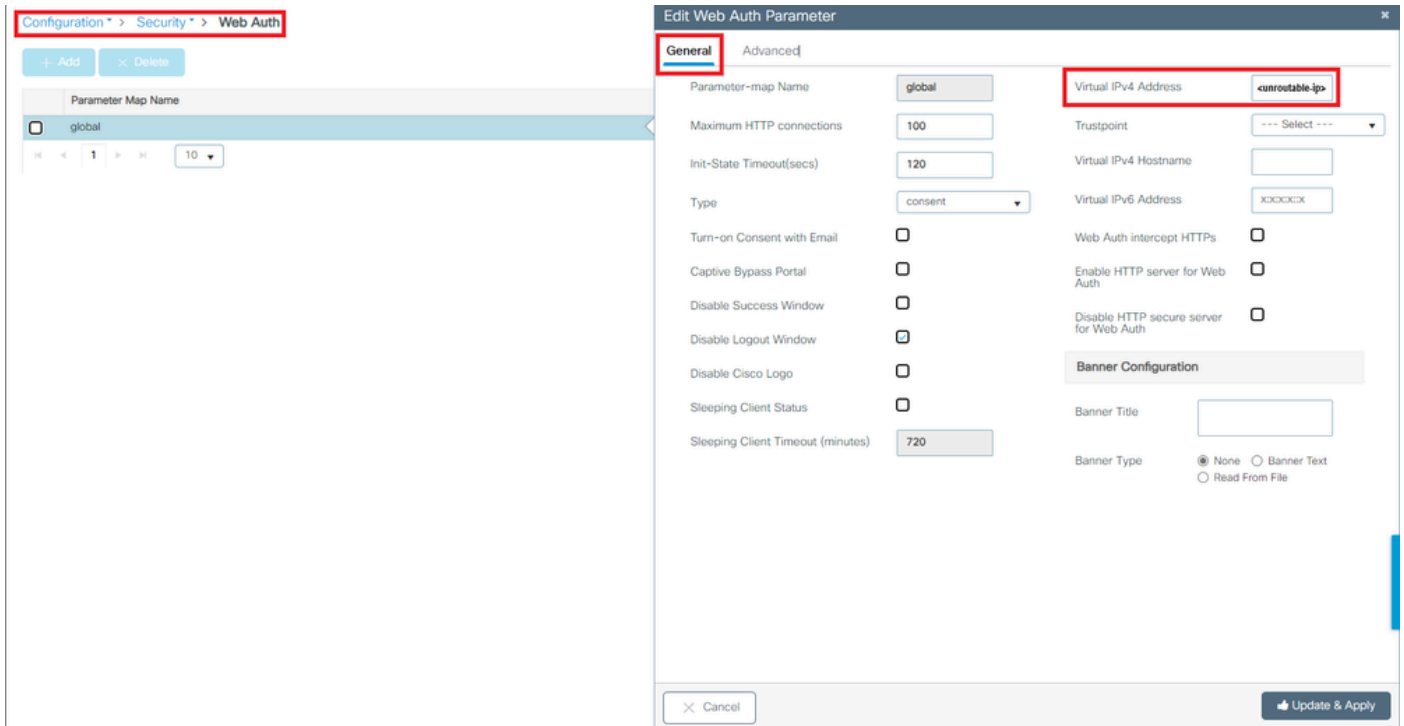 Configuration > Security > Web Auth
+ Add
× Delete
Parameter Map Name
global
1
10
Edit Web Auth Parameter
General
Advanced
Parameter-map Name
global
Maximum HTTP connections
100
Init-State Timeout(secs)
120
Type
consent
Turn-on Consent with Email
Captive Bypass Portal
Disable Success Window
Disable Logout Window
Disable Cisco Logo
Sleeping Client Status
Sleeping Client Timeout (minutes)
720
Virtual IPv4 Address
<unroutable-ip>
Trustpoint
--- Select ---
Virtual IPv4 Hostname
Virtual IPv6 Address
Web Auth intercept HTTPs
Enable HTTP server for Web
Auth
Disable HTTP secure server
for Web Auth
Banner Configuration
Banner Title
Banner Type
None
Banner Text
Read From File
Cancel
Update & Apply